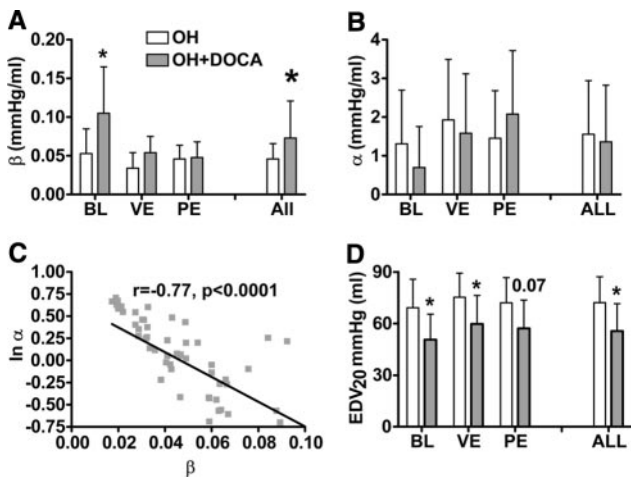 A
β (mmHg/ml)
0.20
0.15
0.10
0.05
0.00
OH
OH+DOCA
*
*
BL VE PE All
B
α (mmHg/ml)
4
3
2
1
0
BL VE PE ALL
C
ln α
1.00
0.75
0.50
0.25
0.00
-0.25
-0.50
-0.75
r=-0.77, p<0.0001
0.00 0.02 0.04 0.06 0.08 0.10
β
D
EDV20 mmHg (ml)
90
60
30
0
* * 0.07 *
BL VE PE ALL